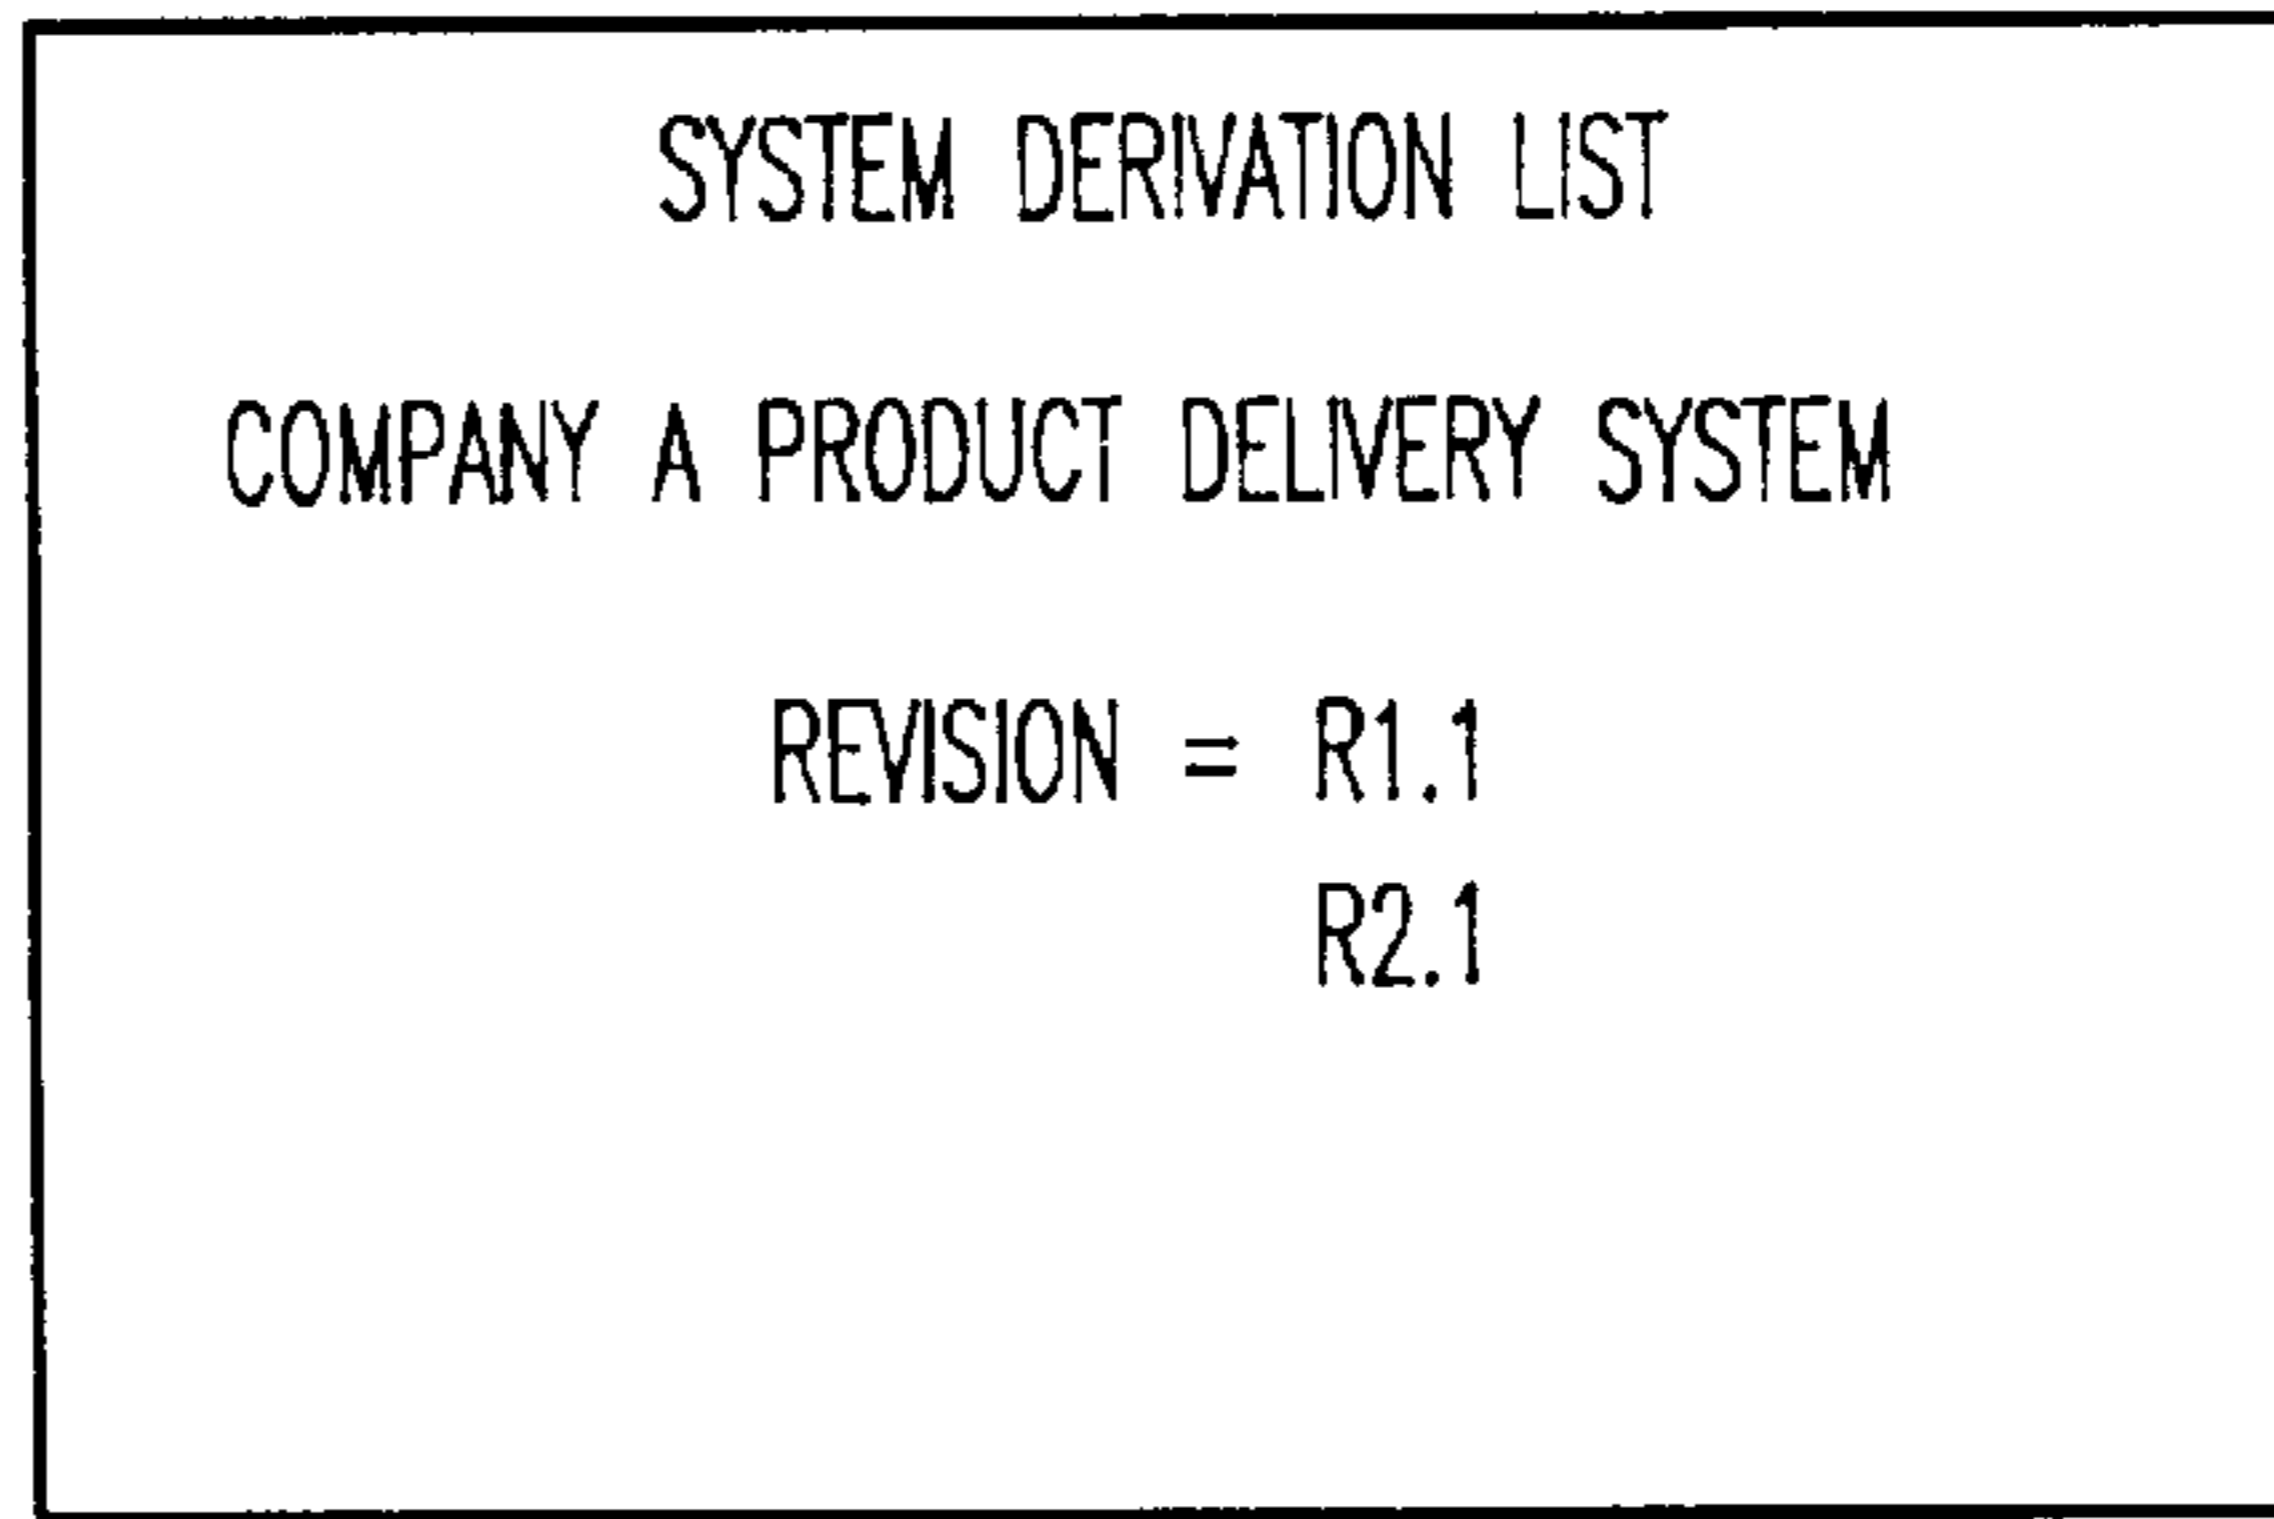 SYSTEM DERIVATION LIST
COMPANY A PRODUCT DELIVERY SYSTEM
REVISION = R1.1
R2.1